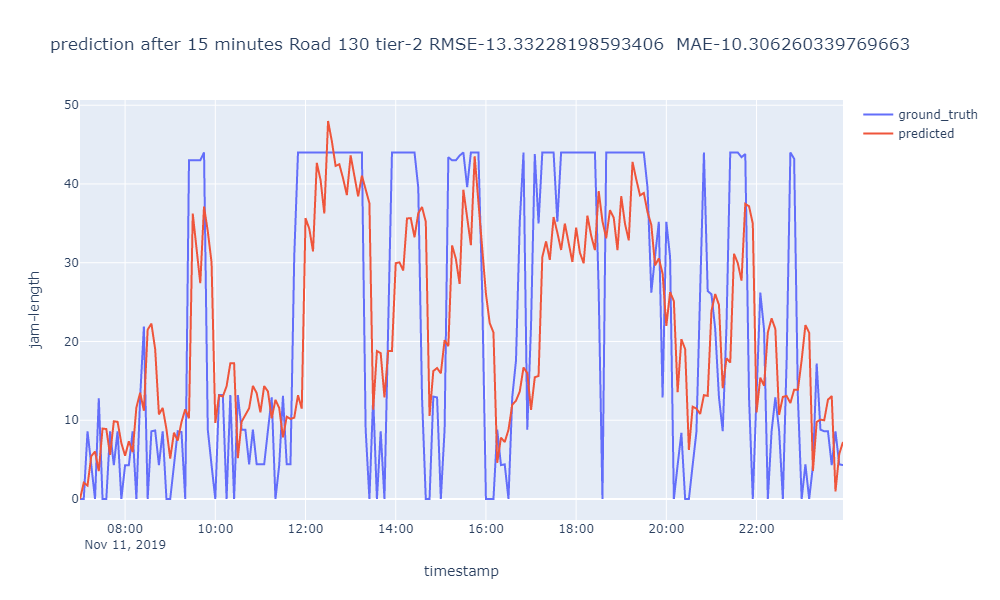 prediction after 15 minutes Road 130 tier-2 RMSE-13.33228198593406  MAE-10.306260339769663
ground_truth
predicted
50
40
30
20
10
0
jam-length
08:00 10:00 12:00 14:00 16:00 18:00 20:00 22:00
Nov 11, 2019
timestamp